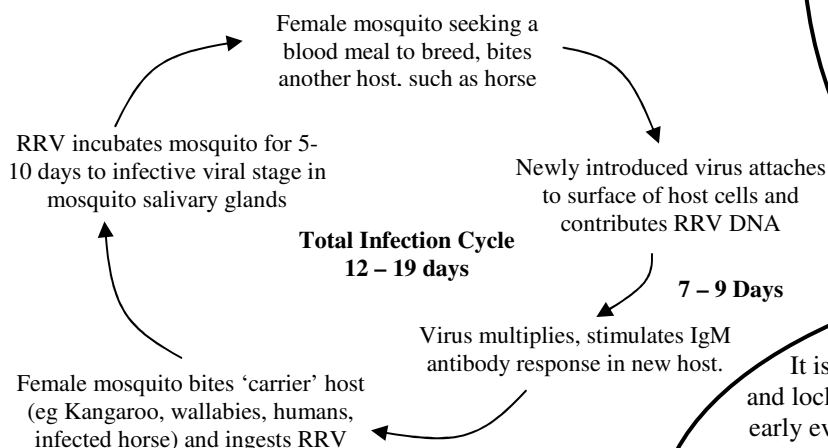 Female mosquito seeking a
blood meal to breed, bites
another host, such as horse
RRV incubates mosquito for 5-
10 days to infective viral stage in
mosquito salivary glands
Newly introduced virus attaches
to surface of host cells and
contributes RRV DNA
Total Infection Cycle
12 – 19 days
7 – 9 Days
Virus multiplies, stimulates IgM
antibody response in new host.
Female mosquito bites ‘carrier’ host
(eg Kangaroo, wallabies, humans,
infected horse) and ingests RRV
It is
and lock
early ev